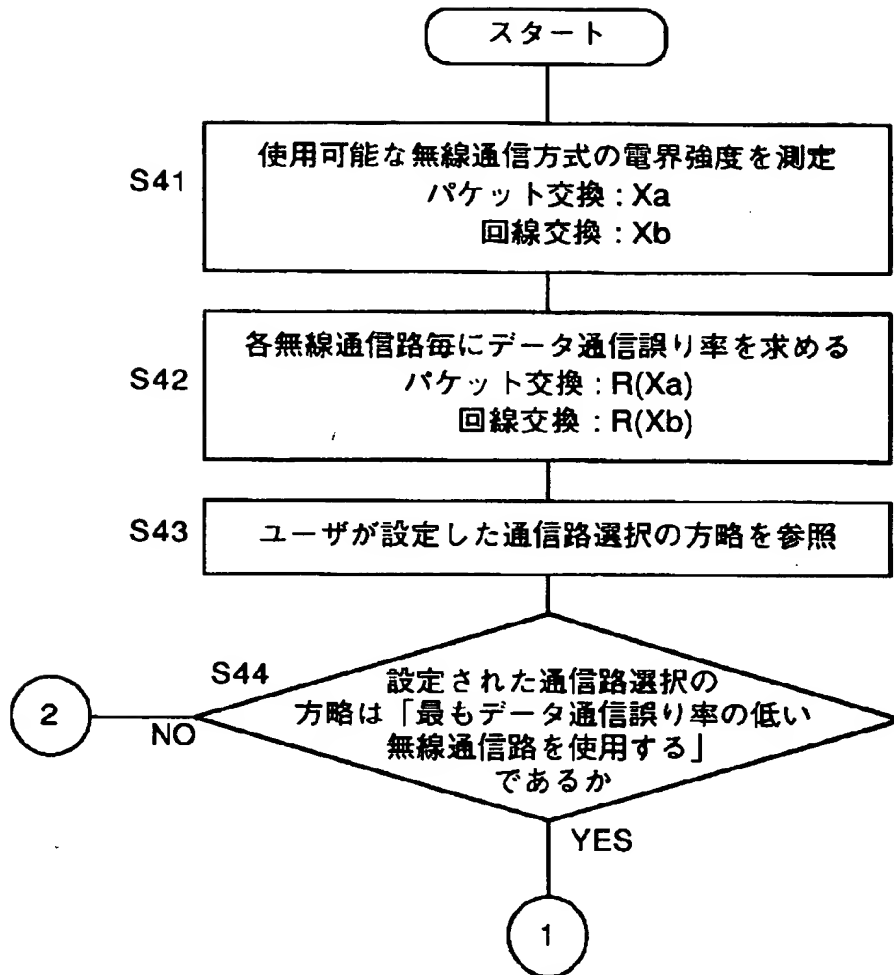 スタート
S41
使用可能な無線通信方式の電界強度を測定
パケット交換 : Xa
回線交換 : Xb
S42
各無線通信路毎にデータ通信誤り率を求める
パケット交換 : R(Xa)
回線交換 : R(Xb)
S43
ユーザが設定した通信路選択の方略を参照
S44
設定された通信路選択の
方略は「最もデータ通信誤り率の低い
無線通信路を使用する」
であるか
2
NO
YES
1